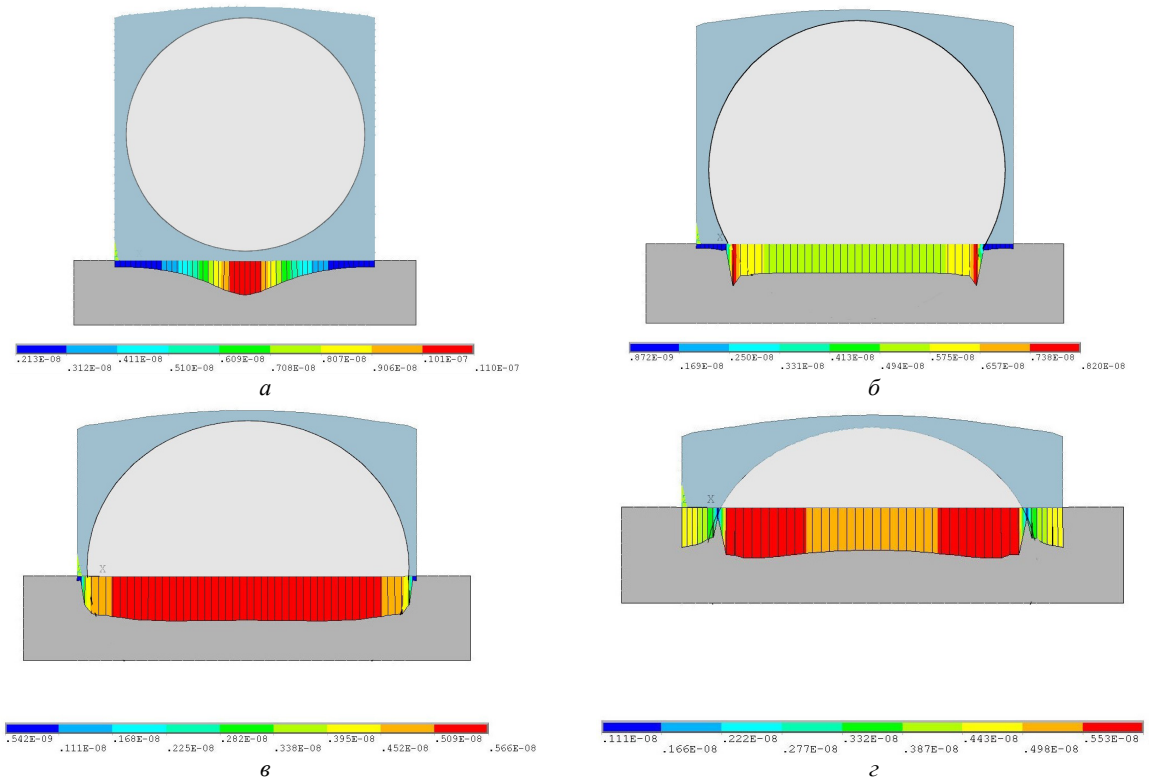 .213E-08 .411E-08 .609E-08 .807E-08 .101E-07
.312E-08 .510E-08 .708E-08 .906E-08 .110E-07
а
X
.872E-09 .250E-08 .413E-08 .575E-08 .738E-08
.169E-08 .331E-08 .494E-08 .657E-08 .820E-08
б
X
.542E-09 .168E-08 .282E-08 .395E-08 .509E-08
.111E-08 .225E-08 .338E-08 .452E-08 .566E-08
в
X
.111E-08 .222E-08 .332E-08 .443E-08 .553E-08
.166E-08 .277E-08 .387E-08 .498E-08
г